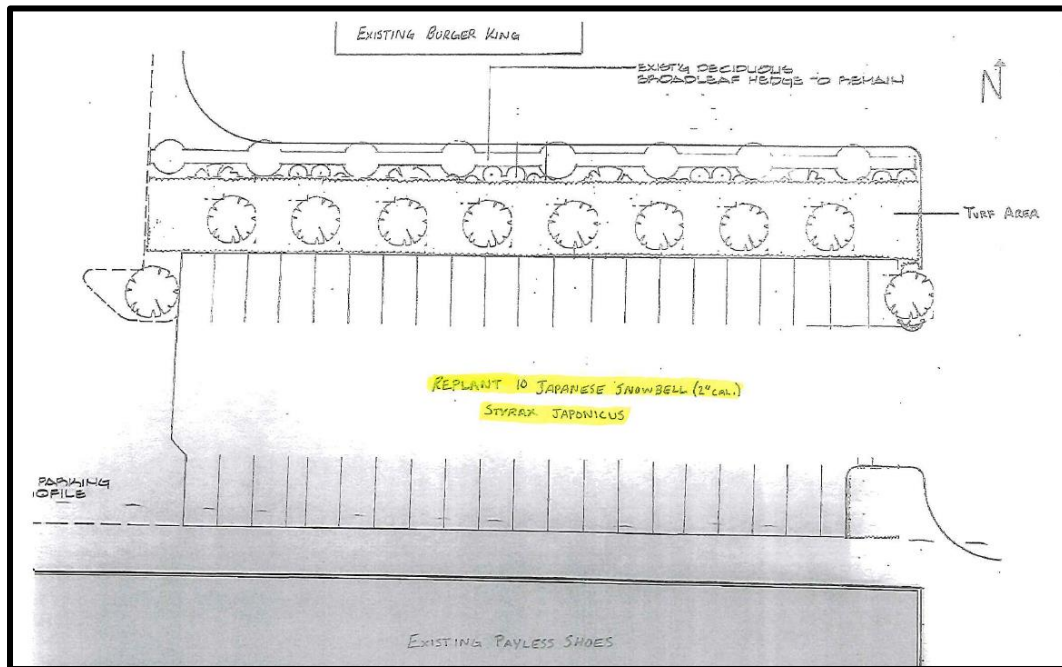 EXISTING BURGER KING
EXIST'G DECIDUOUS
BROADLEAF HEDGE TO REMAIN
N
TURF AREA
REPLANT 10 JAPANESE SNOWBELL (2" CAL.)
STYRAX JAPONICUS
PARKING
OFILE
EXISTING PAYLESS SHOES